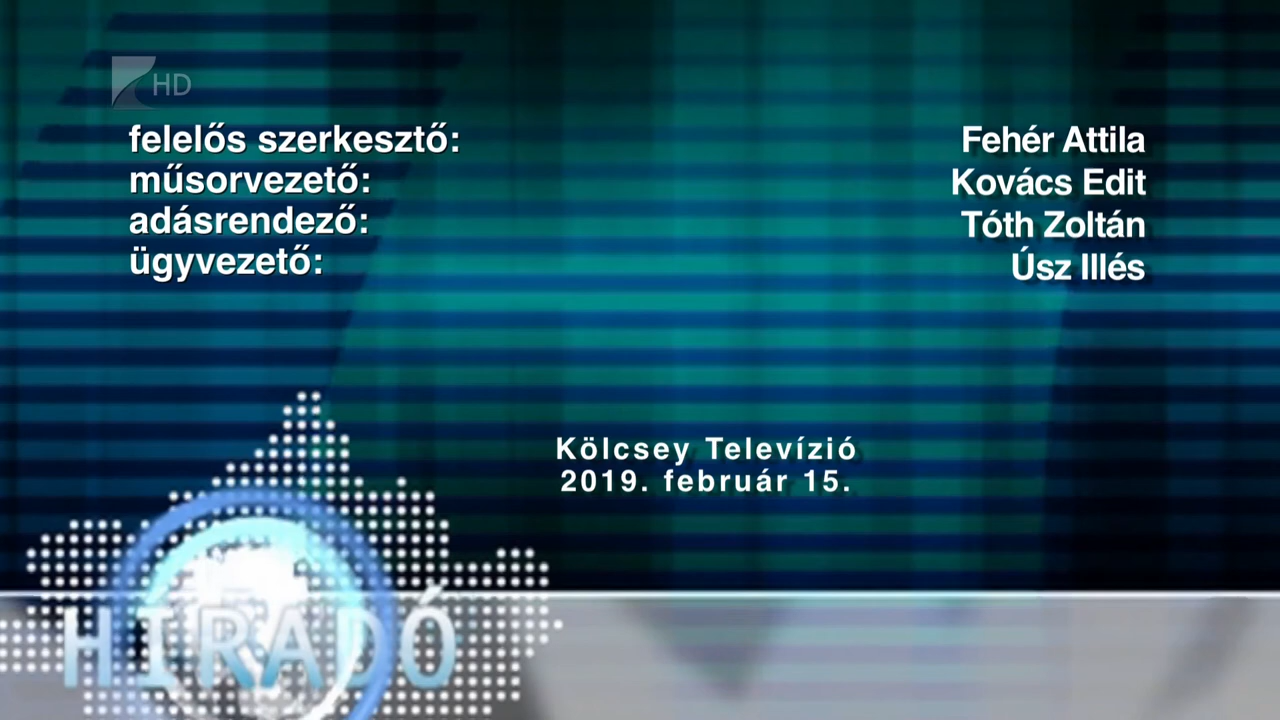 HD
felelős szerkesztő: Fehér Attila
műsorvezető: Kovács Edit
adásrendező: Tóth Zoltán
ügyvezető: Úsz Illés
Kölcsey Televízió
2019. február 15.
HÍRADÓ